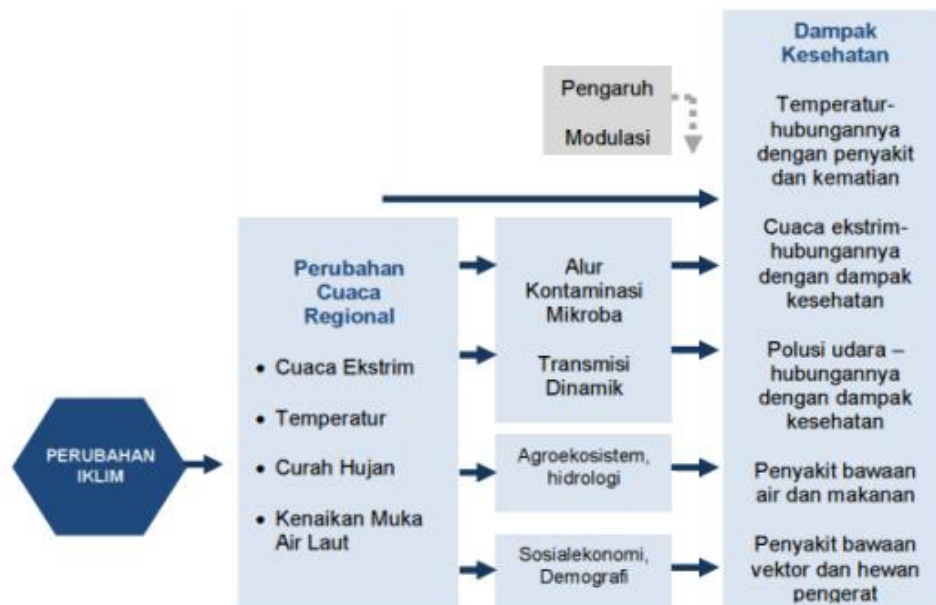 PERUBAHAN
IKLIM
Perubahan
Cuaca
Regional
• Cuaca Ekstrim
• Temperatur
• Curah Hujan
• Kenaikan Muka
Air Laut
Pengaruh
Modulasi
Alur
Kontaminasi
Mikroba
Transmisi
Dinamik
Agroekosistem,
hidrologi
Sosialekonomi,
Demografi
Dampak
Kesehatan
Temperatur-
hubungannya
dengan penyakit
dan kematian
Cuaca ekstrim-
hubungannya
dengan dampak
kesehatan
Polusi udara –
hubungannya
dengan dampak
kesehatan
Penyakit bawaan
air dan makanan
Penyakit bawaan
vektor dan hewan
pengerat